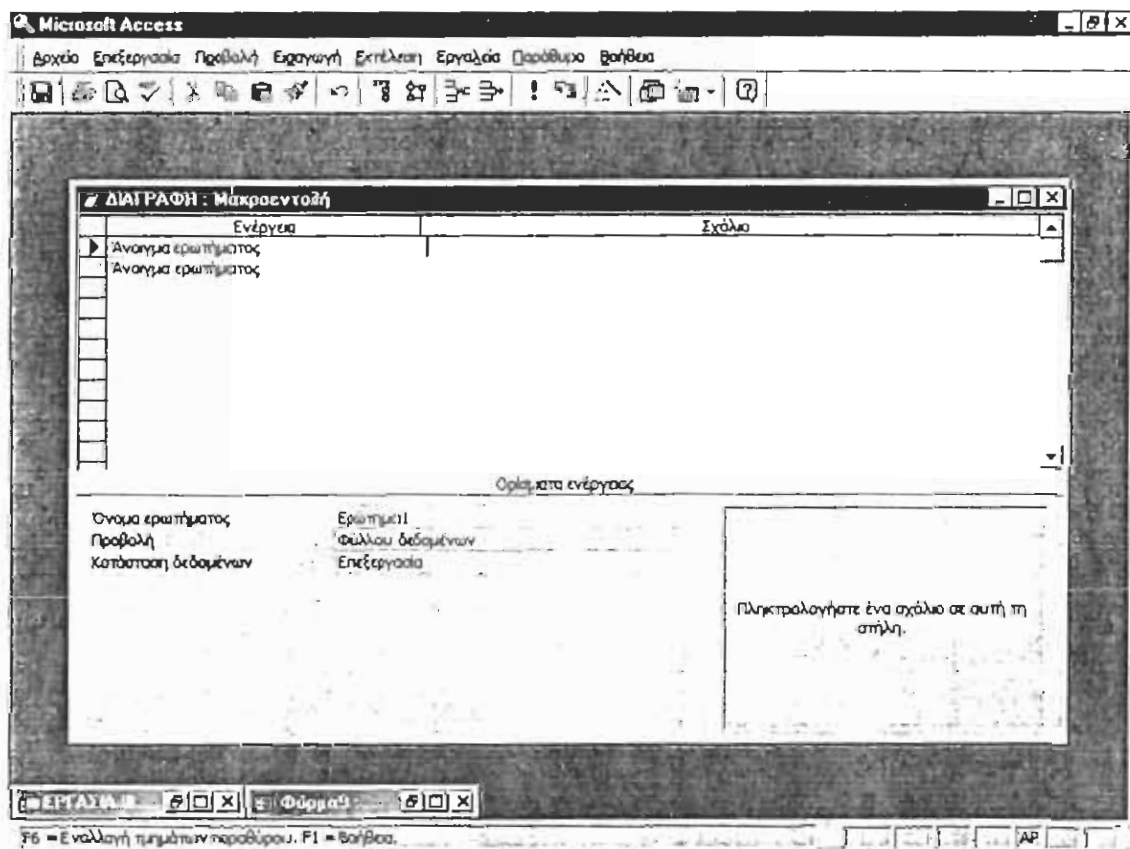 Microsoft Access
Αρχείο Επεξεργασία Προβολή Εισαγωγή Εκτέλεση Εργαλεία Παράθυρο Βοήθεια
ΔΙΑΓΡΑΦΗ : Μακροεντολή
Ενέργεια Σχόλιο
Άνοιγμα ερωτήματος
Άνοιγμα ερωτήματος
Ορίσματα ενέργειας
Όνομα ερωτήματος Ερώτημα1
Προβολή Φύλλου δεδομένων
Κατάσταση δεδομένων Επεξεργασία
Πληκτρολογήστε ένα σχόλιο σε αυτή τη
στήλη.
ΕΡΓΑΣΙΑ Φόρμα9
F6 = Εναλλαγή τμημάτων παραθύρου. F1 = Βοήθεια.